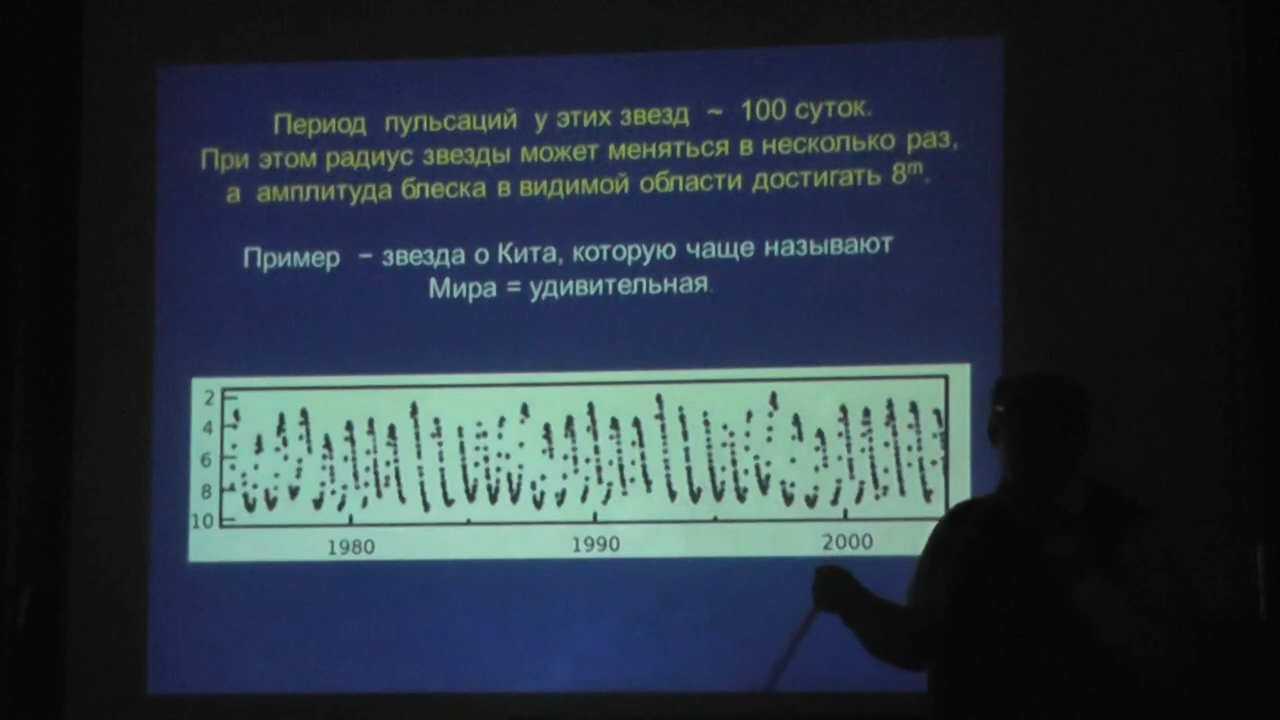 Период пульсаций у этих звезд ~ 100 суток.
При этом радиус звезды может меняться в несколько раз,
а амплитуда блеска в видимой области достигать 8ᵐ.
Пример – звезда о Кита, которую чаще называют
Мира = удивительная.
2
4
6
8
10
1980 1990 2000